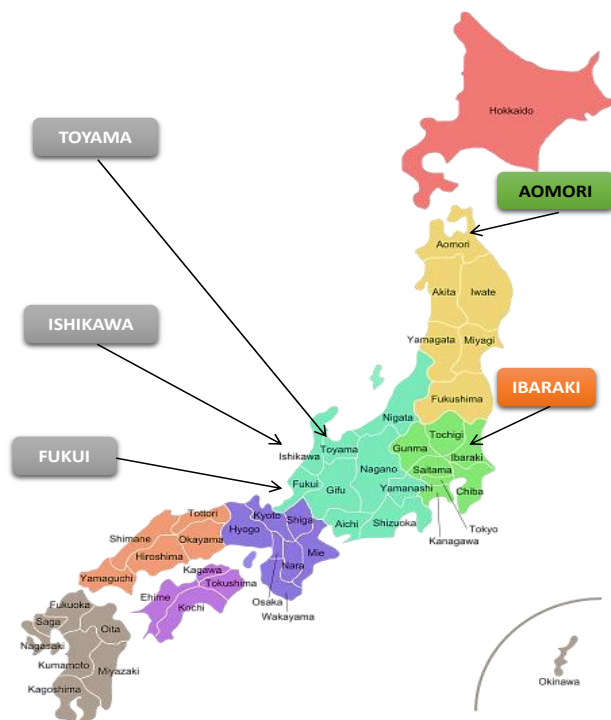 Hokkaido
TOYAMA
AOMORI
Aomori
Akita
Iwate
ISHIKAWA
Yamagata
Miyagi
IBARAKI
Fukushima
Nigata
Tochigi
Toyama
Gunma
Ishikawa
Ibaraki
FUKUI
Nagano
Saitama
Fukui
Gifu
Yamanashi
Chiba
Tottori
Kyoto
Shiga
Hyogo
Aichi
Shizuoka
Tokyo
Kanagawa
Shimane
Okayama
Hiroshima
Mie
Nara
Kagawa
Yamaguchi
Tokushima
Ehime
Osaka
Kochi
Wakayama
Fukuoka
Saga
Oita
Nagasaki
Kumamoto
Miyazaki
Kagoshima
Okinawa